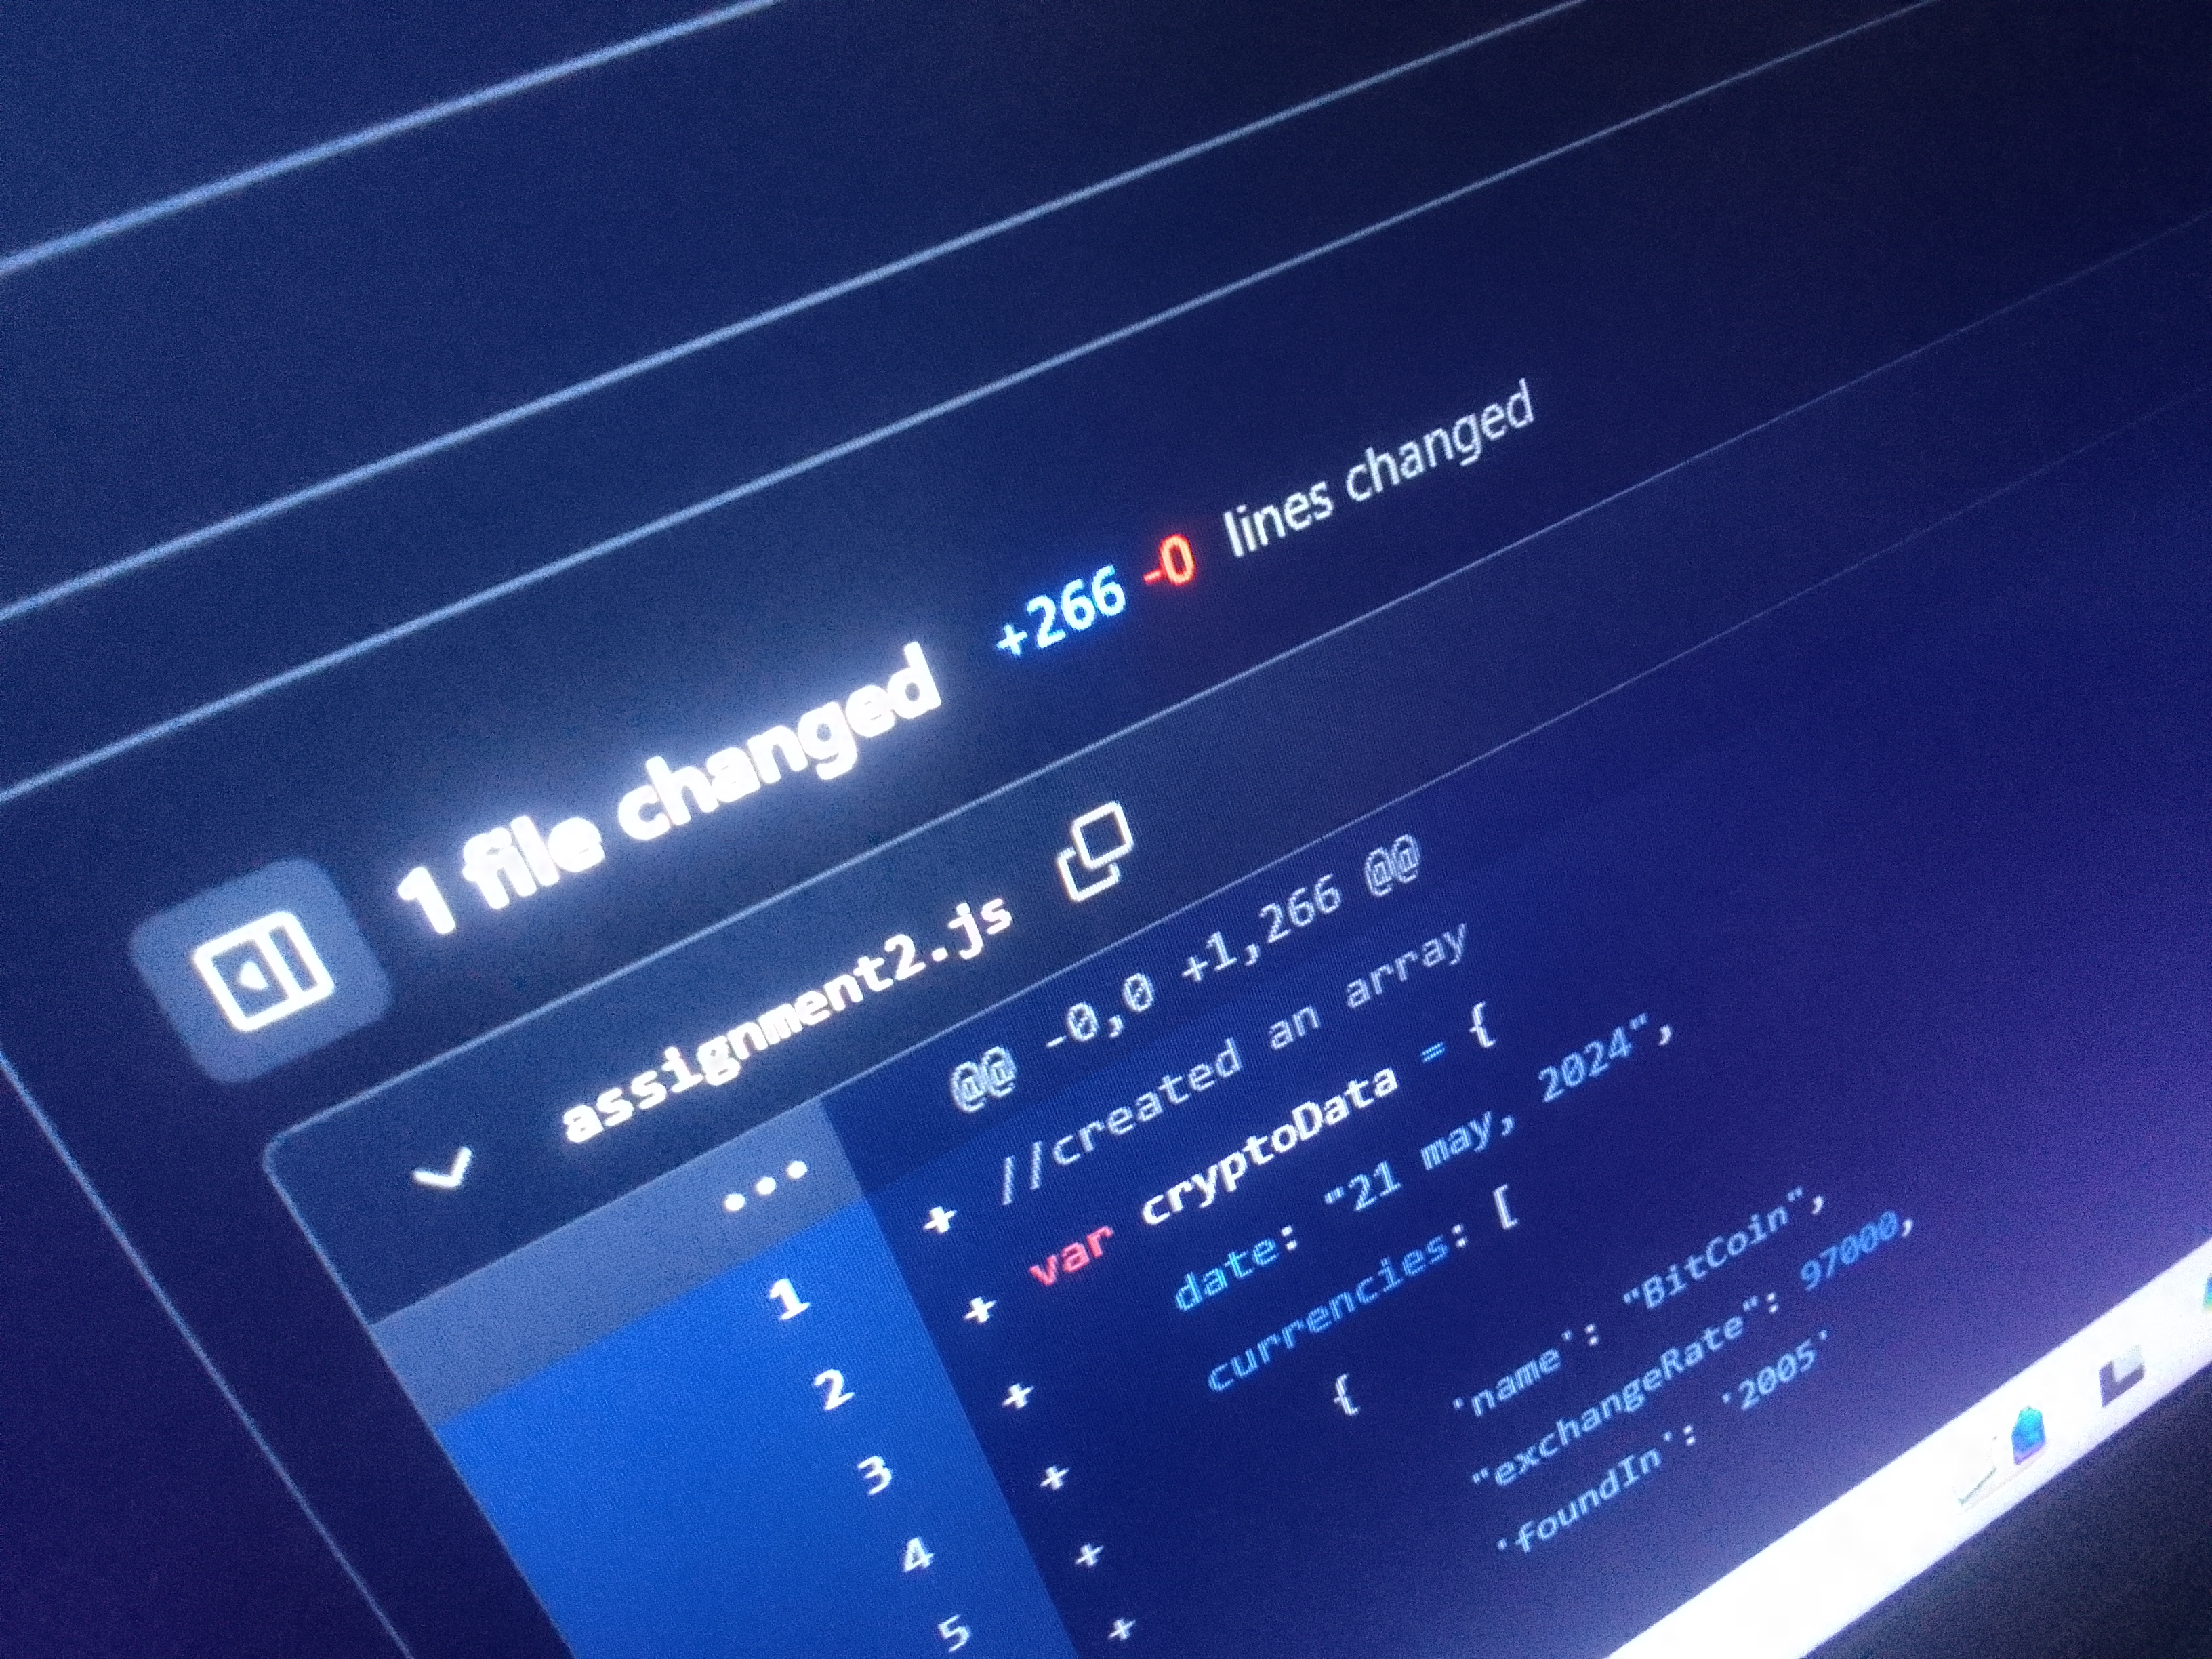 1 file changed +266 -0 lines changed
assignment2.js
@@ -0,0 +1,266 @@
1 + //created an array
2 + var cryptoData = {
3 + date: "21 may, 2024",
4 + currencies: [
5 + {
'name': "BitCoin",
"exchangeRate": 97000,
'foundIn': '2005'